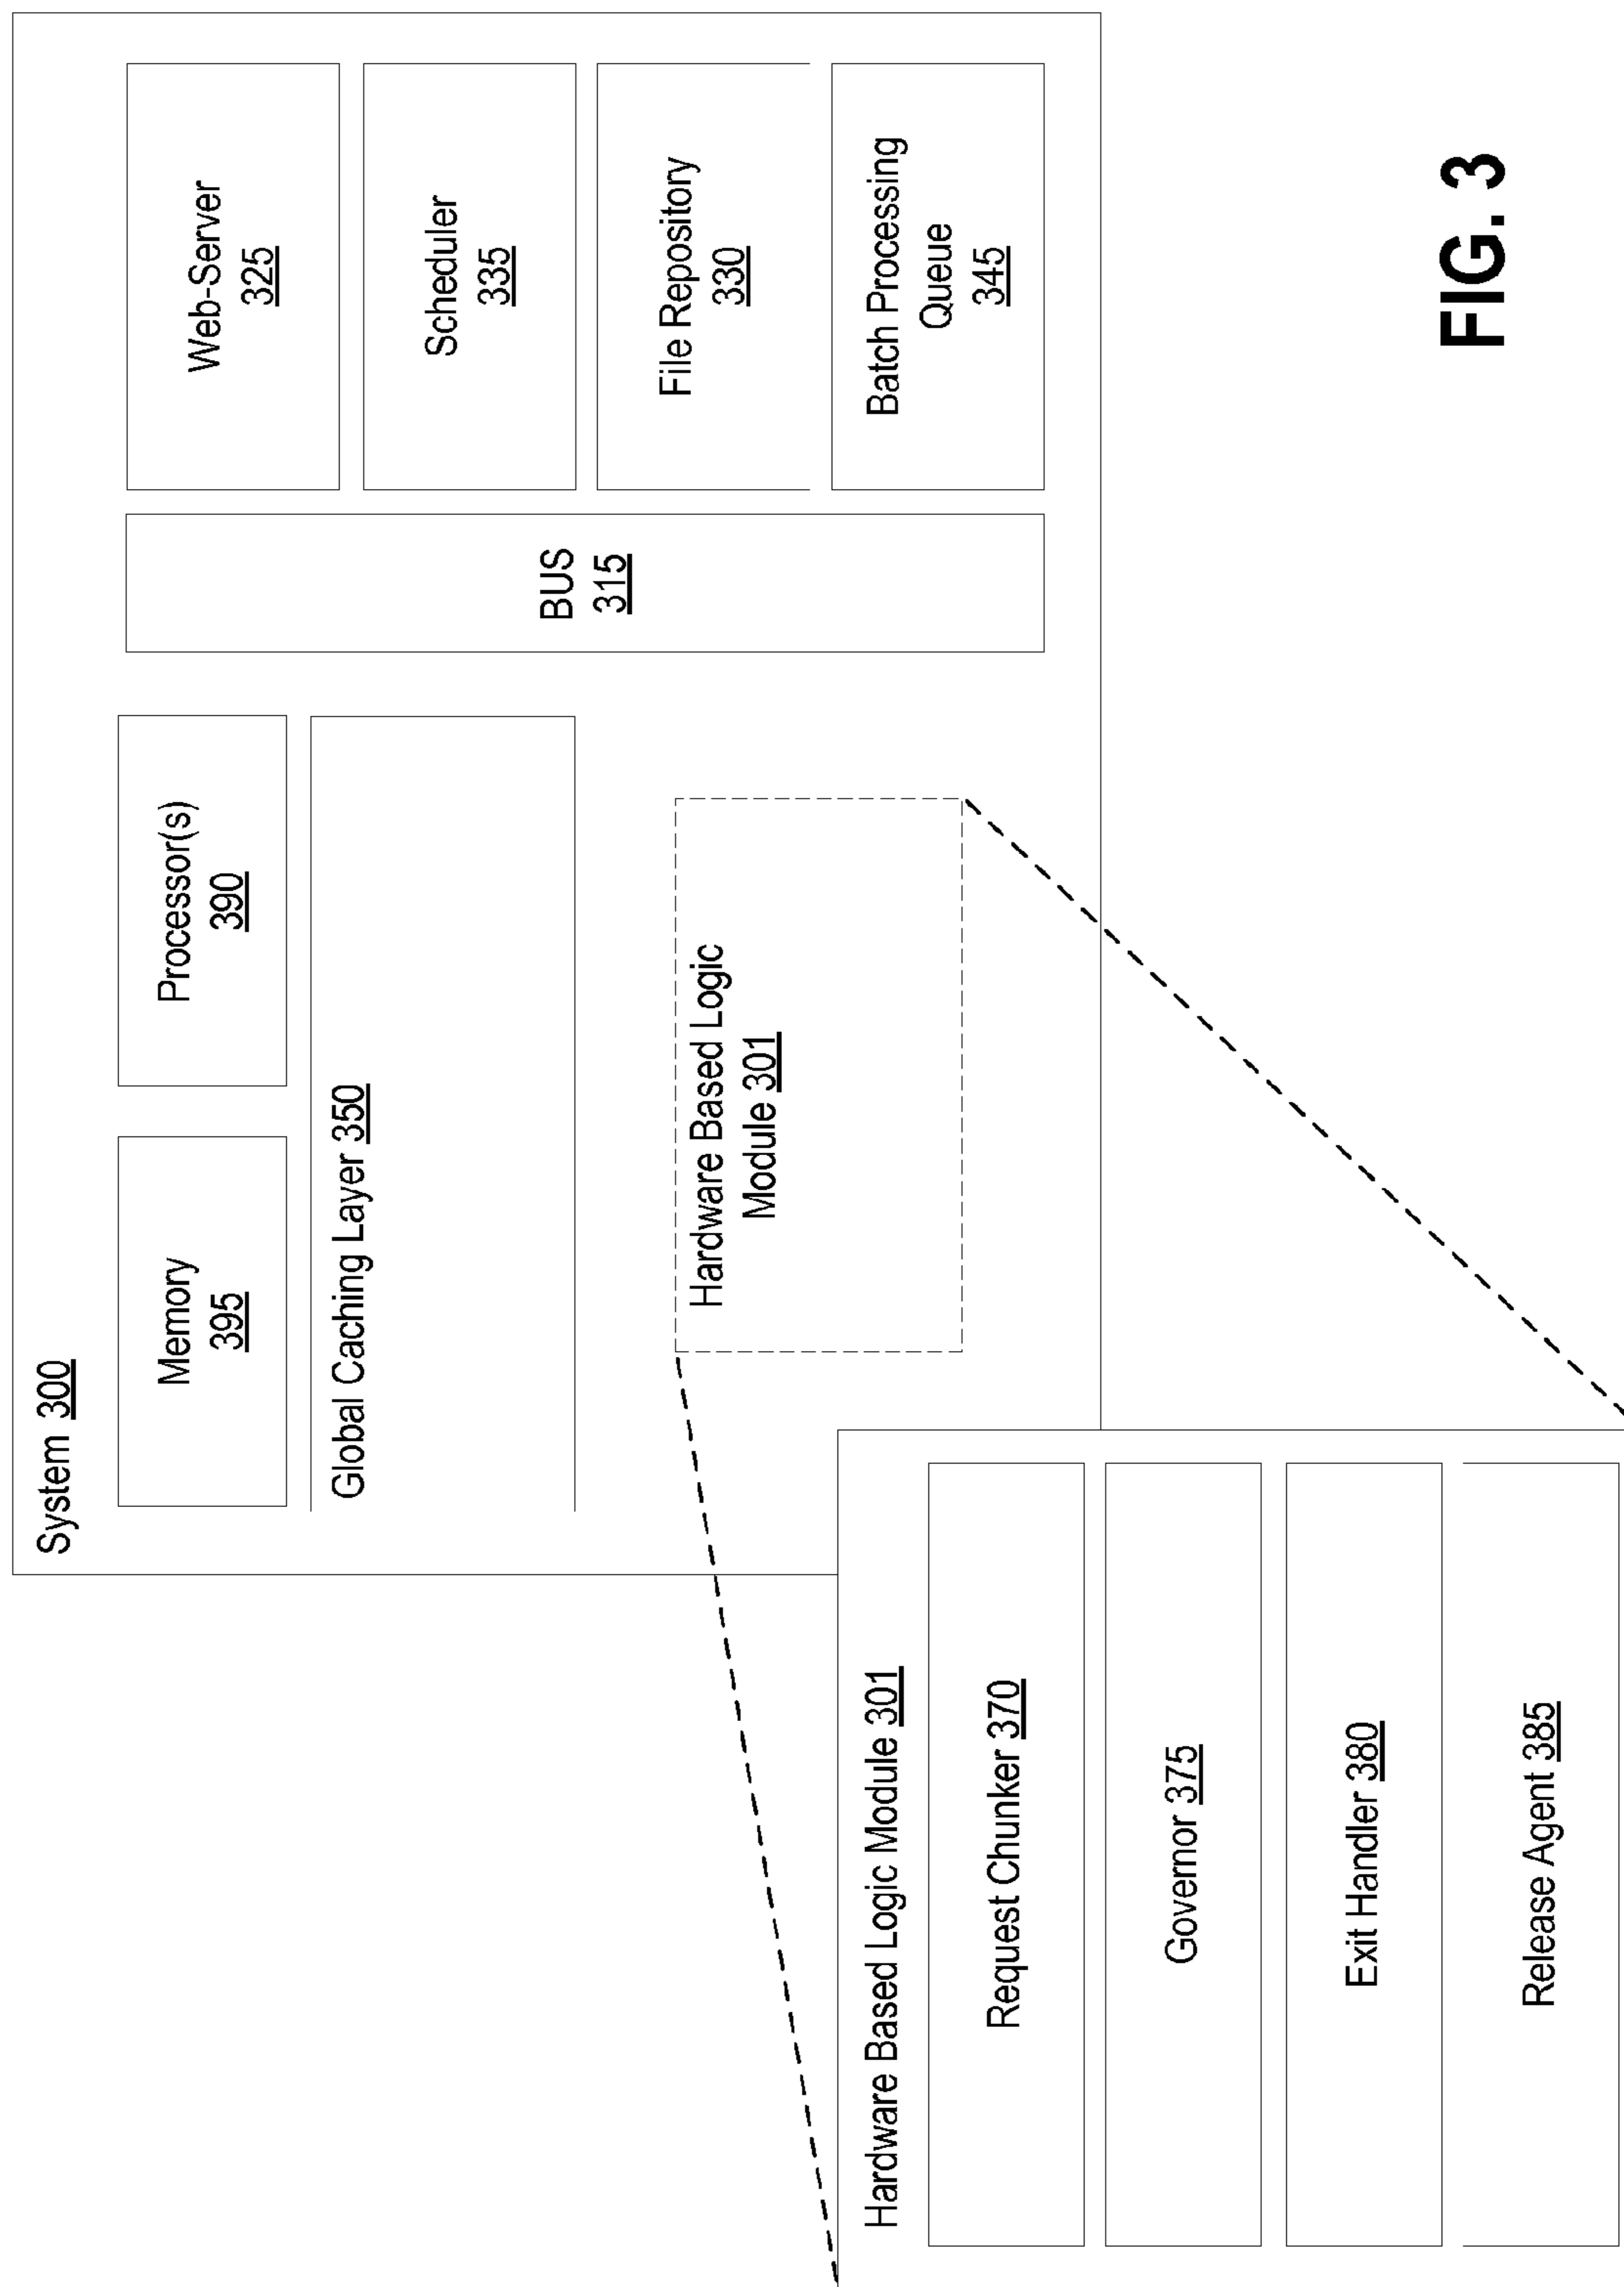 System 300
Memory
395
Processor(s)
390
Global Caching Layer 350
Hardware Based Logic
Module 301
BUS
315
Web-Server
325
Scheduler
335
File Repository
330
Batch Processing
Queue
345
Hardware Based Logic Module 301
Request Chunker 370
Governor 375
Exit Handler 380
Release Agent 385
FIG. 3